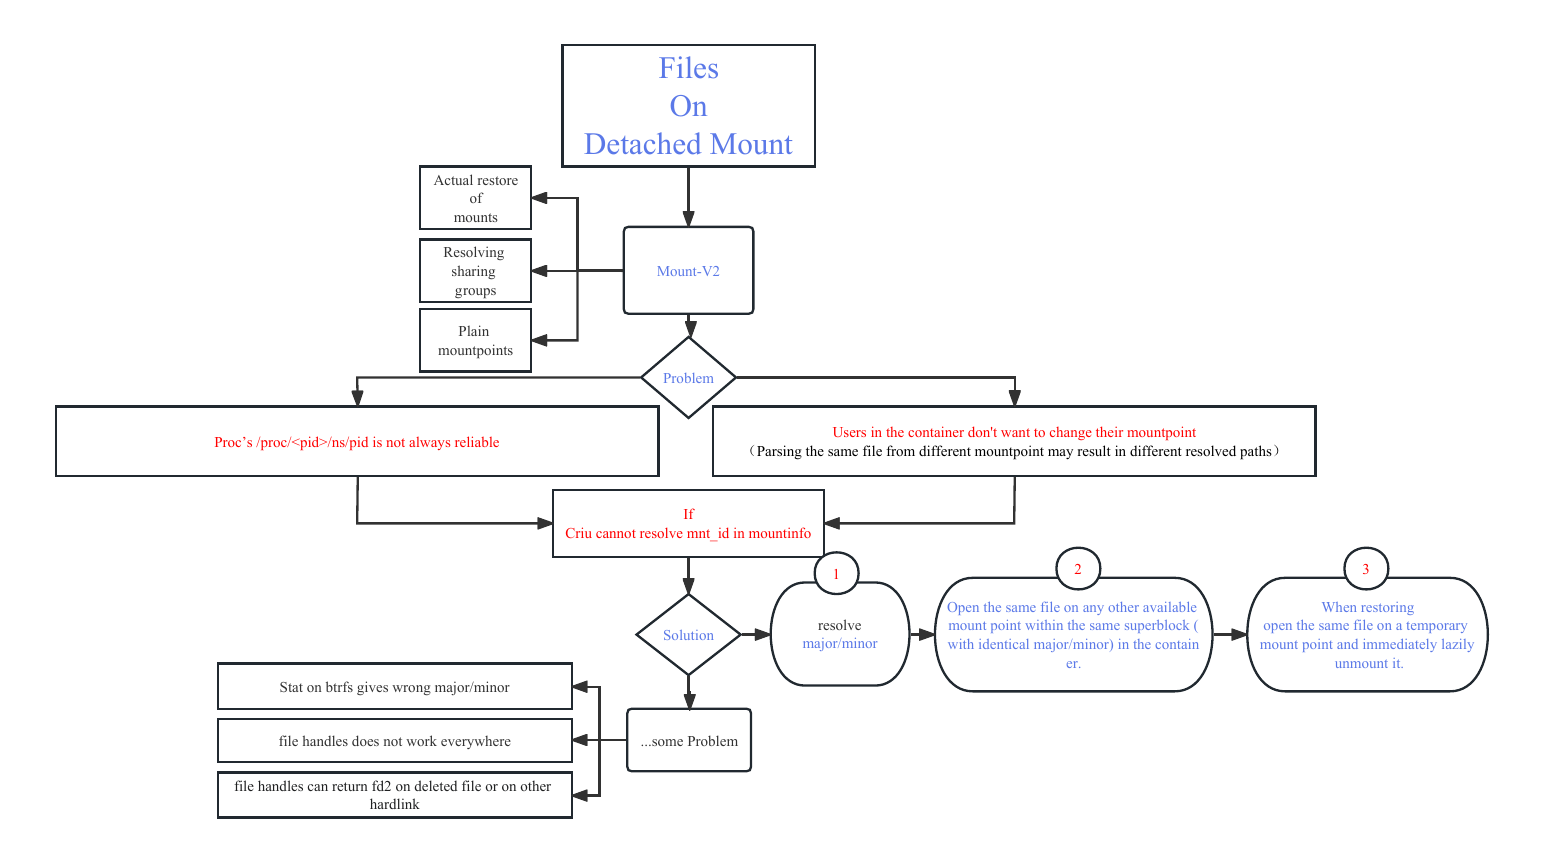 Files
On
Detached Mount
Actual restore
of
mounts
Resolving
sharing
groups
Plain
mountpoints
Mount-V2
Problem
Proc’s /proc/<pid>/ns/pid is not always reliable
Users in the container don't want to change their mountpoint
（Parsing the same file from different mountpoint may result in different resolved paths）
If
Criu cannot resolve mnt_id in mountinfo
Solution
1
resolve
major/minor
2
Open the same file on any other available
mount point within the same superblock (
with identical major/minor) in the contain
er.
3
When restoring
open the same file on a temporary
mount point and immediately lazily
unmount it.
...some Problem
Stat on btrfs gives wrong major/minor
file handles does not work everywhere
file handles can return fd2 on deleted file or on other
hardlink